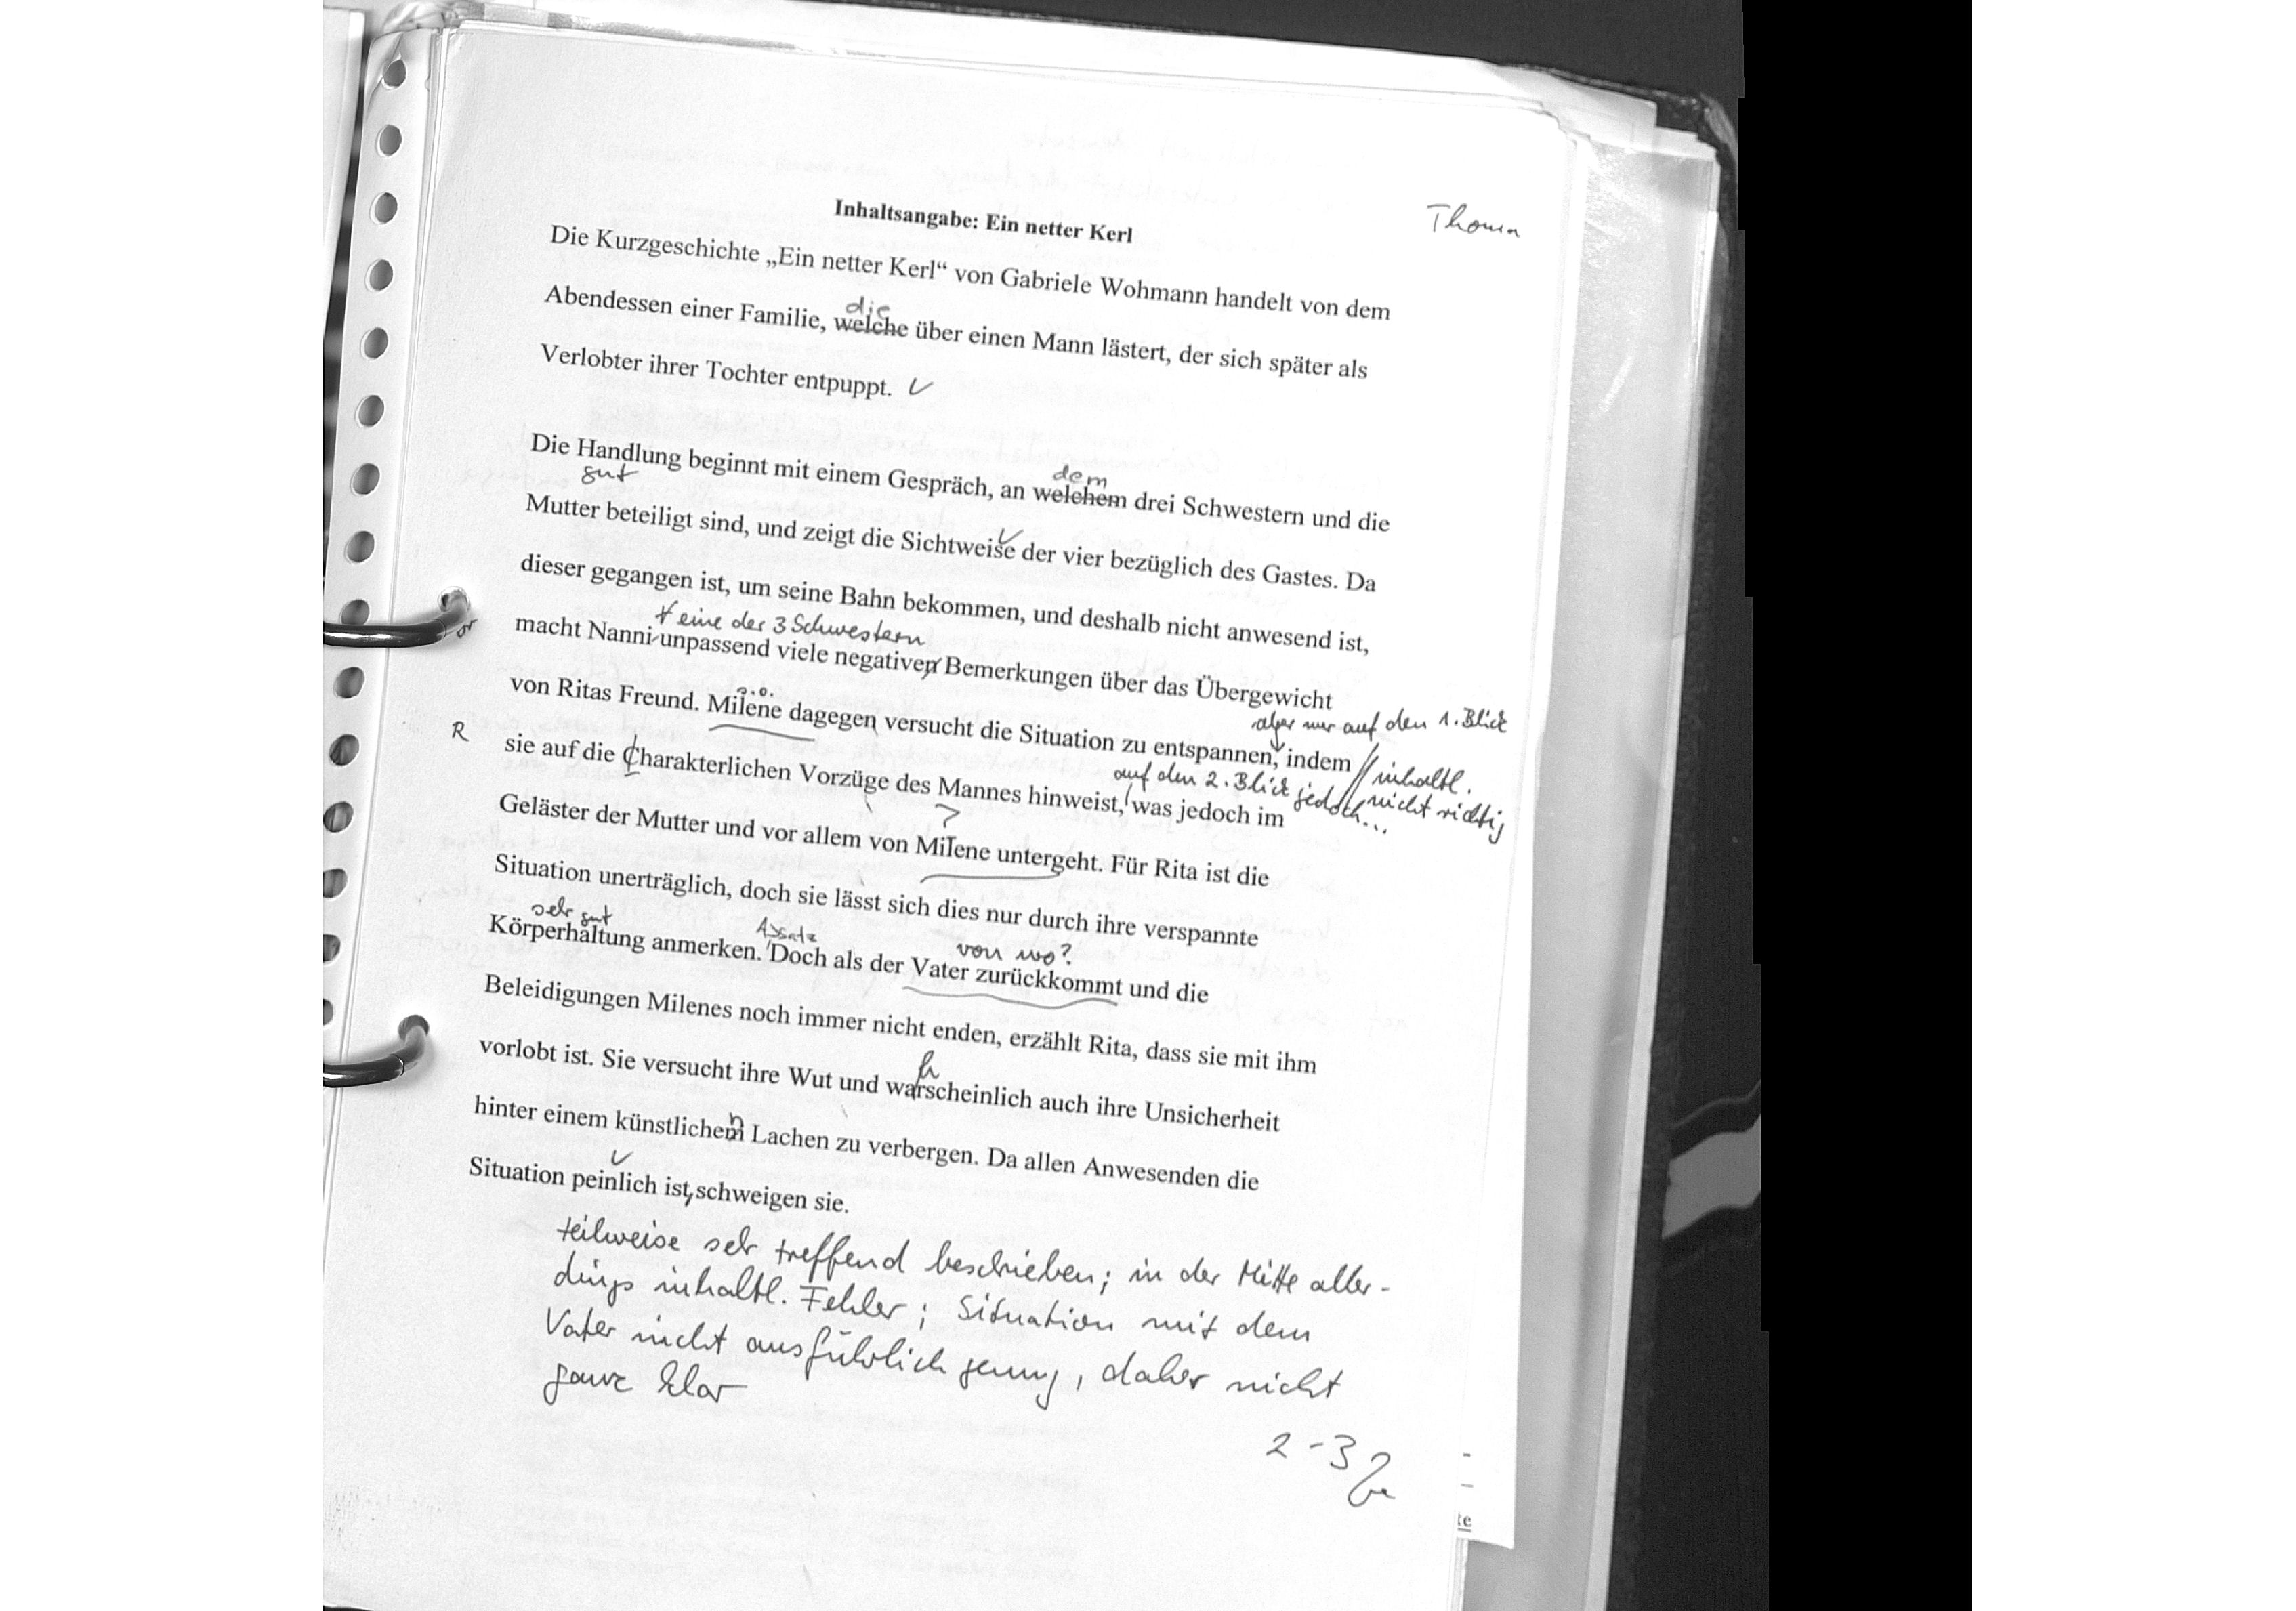 Thoma
Inhaltsangabe: Ein netter Kerl
Die Kurzgeschichte „Ein netter Kerl“ von Gabriele Wohmann handelt von dem
die
Abendessen einer Familie, welche über einen Mann lästert, der sich später als
Verlobter ihrer Tochter entpuppt. ✓
Die Handlung beginnt mit einem Gespräch, an welchem drei Schwestern und die
gut
dem
Mutter beteiligt sind, und zeigt die Sichtweise der vier bezüglich des Gastes. Da
dieser gegangen ist, um seine Bahn bekommen, und deshalb nicht anwesend ist,
+ eine der 3 Schwestern
macht Nanni unpassend viele negativen Bemerkungen über das Übergewicht
s.o.
von Ritas Freund. Milene dagegen versucht die Situation zu entspannen, indem
aber nur auf den 1. Blick
R
sie auf die Charakterlichen Vorzüge des Mannes hinweist, was jedoch im
auf den 2. Blick jedoch...
inhaltl.
nicht richtig
?
Geläster der Mutter und vor allem von Milene untergeht. Für Rita ist die
Situation unerträglich, doch sie lässt sich dies nur durch ihre verspannte
sehr gut
Absatz
von wo?
Körperhaltung anmerken. Doch als der Vater zurückkommt und die
Beleidigungen Milenes noch immer nicht enden, erzählt Rita, dass sie mit ihm
vorlobt ist. Sie versucht ihre Wut und warscheinlich auch ihre Unsicherheit
h
hinter einem künstlichem Lachen zu verbergen. Da allen Anwesenden die
n
Situation peinlich ist, schweigen sie.
teilweise sehr treffend beschrieben; in der Mitte aller-
dings inhaltl. Fehler; Situation mit dem
Vater nicht ausführlich genug, daher nicht
ganz klar
2-3
te